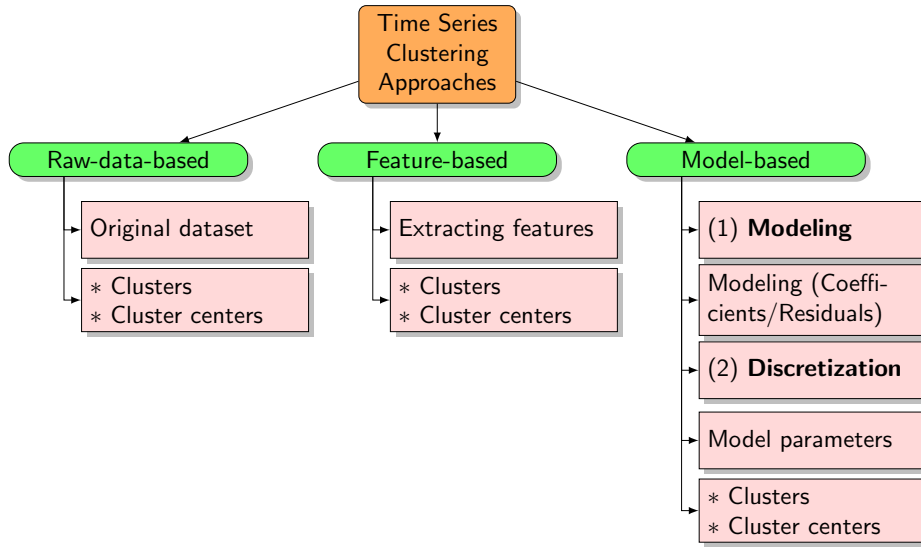 Time Series
Clustering
Approaches
Raw-data-based
Original dataset
∗ Clusters
∗ Cluster centers
Feature-based
Extracting features
∗ Clusters
∗ Cluster centers
Model-based
(1) Modeling
Modeling (Coeffi-
cients/Residuals)
(2) Discretization
Model parameters
∗ Clusters
∗ Cluster centers